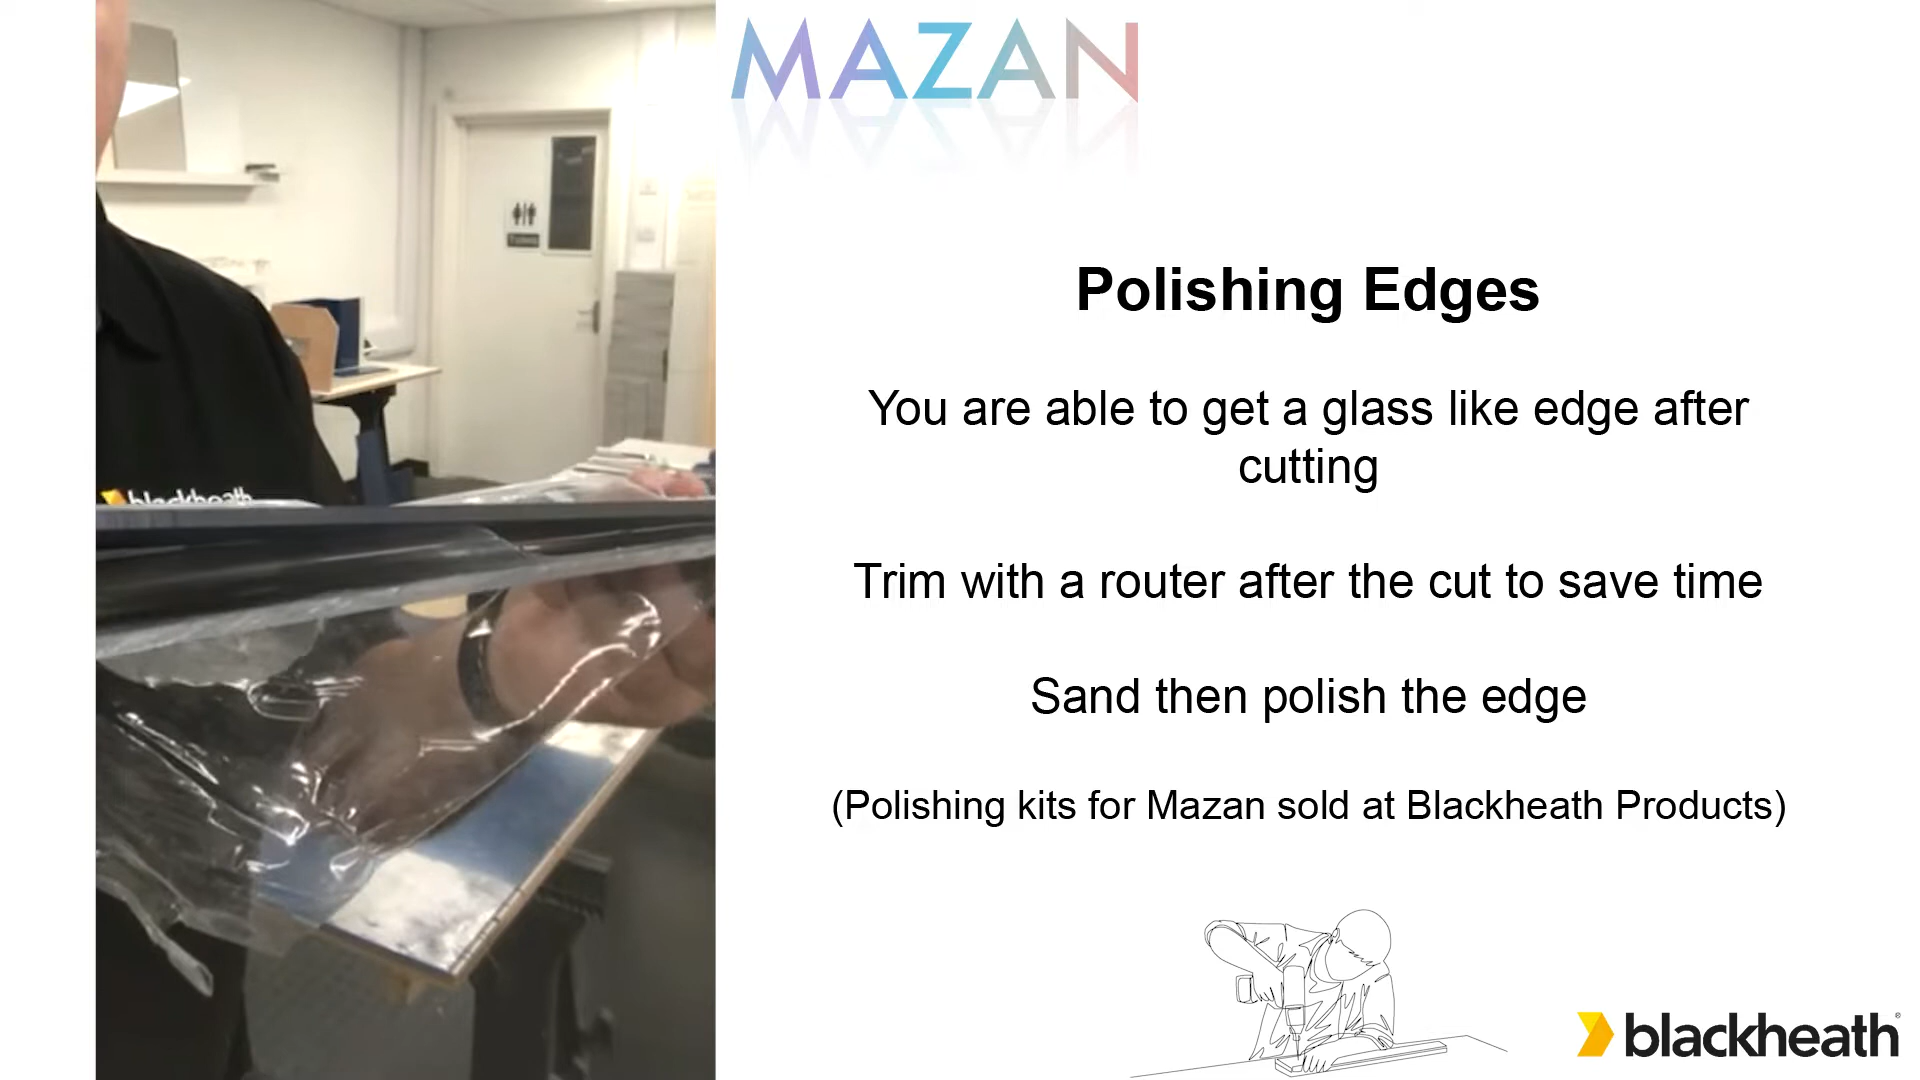 MAZAN
Polishing Edges
You are able to get a glass like edge after
cutting
Trim with a router after the cut to save time
Sand then polish the edge
(Polishing kits for Mazan sold at Blackheath Products)
blackheath
blackheath®